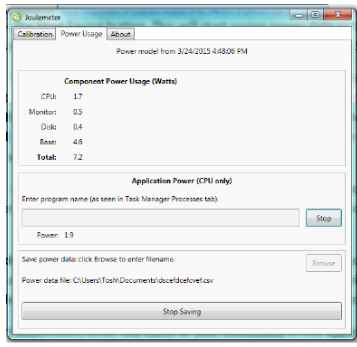 Joulemeter
Calibration Power Usage About
Power model from 3/24/2015 4:48:06 PM
Component Power Usage (Watts)
CPU: 1.7
Monitor: 0.5
Disk: 0.4
Base: 4.6
Total: 7.2
Application Power (CPU only)
Enter program name (as seen in Task Manager Processes tab).
Stop
Power: 1.9
Save power data: click Browse to enter filename.
Browse
Power data file: C:\Users\Tosh\Documents\
Stop Saving